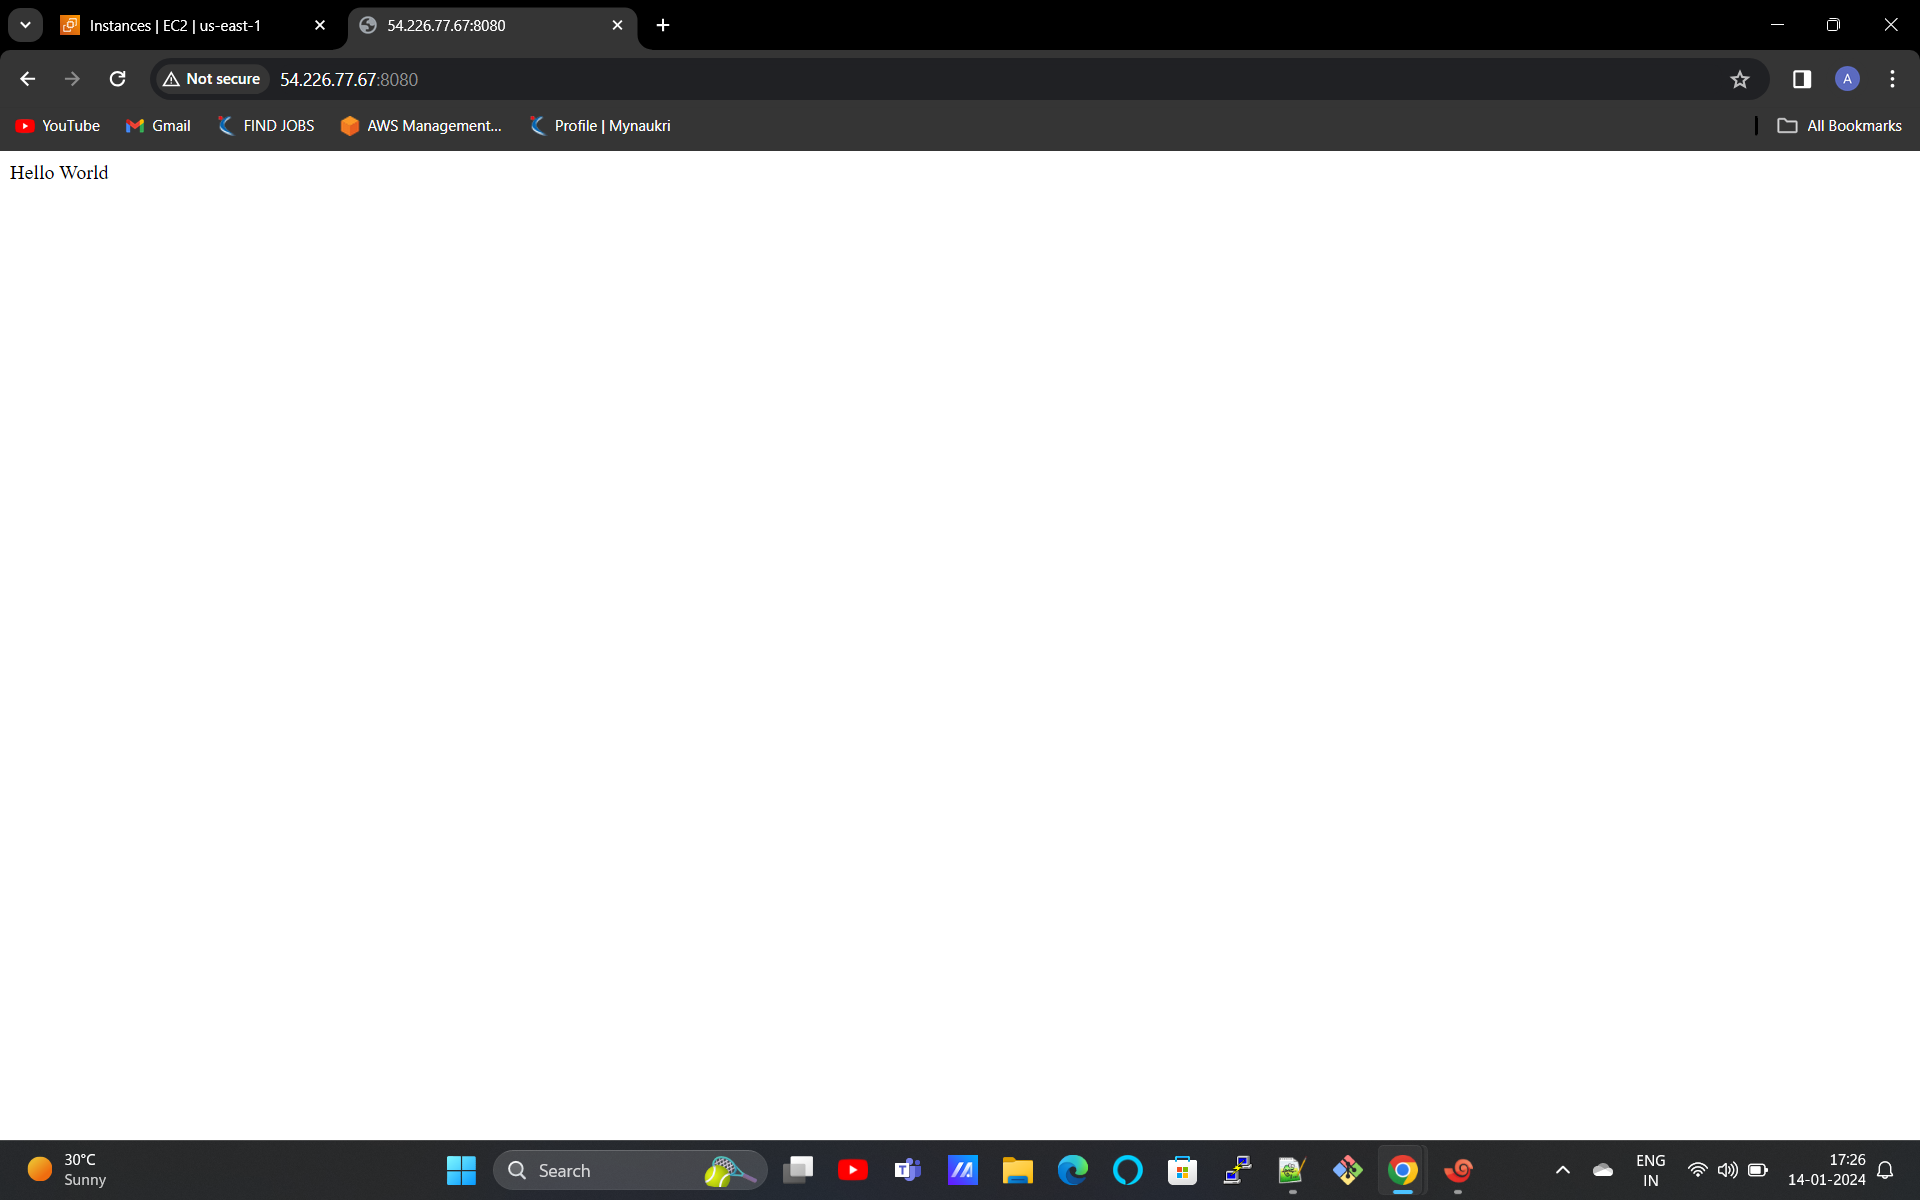 Instances | EC2 | us-east-1
54.226.77.67:8080
Not secure
54.226.77.67:8080
YouTube
Gmail
FIND JOBS
AWS Management...
Profile | Mynaukri
All Bookmarks
A
Hello World
30°C
Sunny
Search
ENG
IN
17:26
14-01-2024